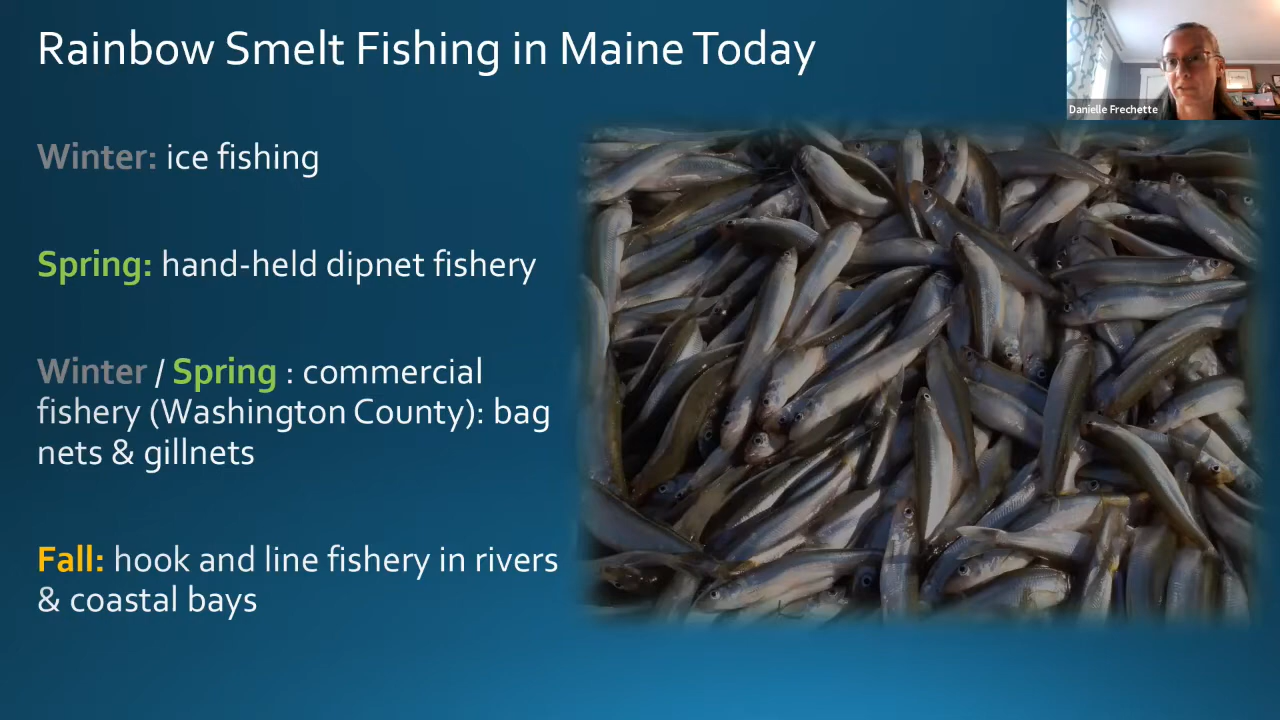 Rainbow Smelt Fishing in Maine Today
Danielle Frechette
Winter: ice fishing
Spring: hand-held dipnet fishery
Winter / Spring : commercial
fishery (Washington County): bag
nets & gillnets
Fall: hook and line fishery in rivers
& coastal bays